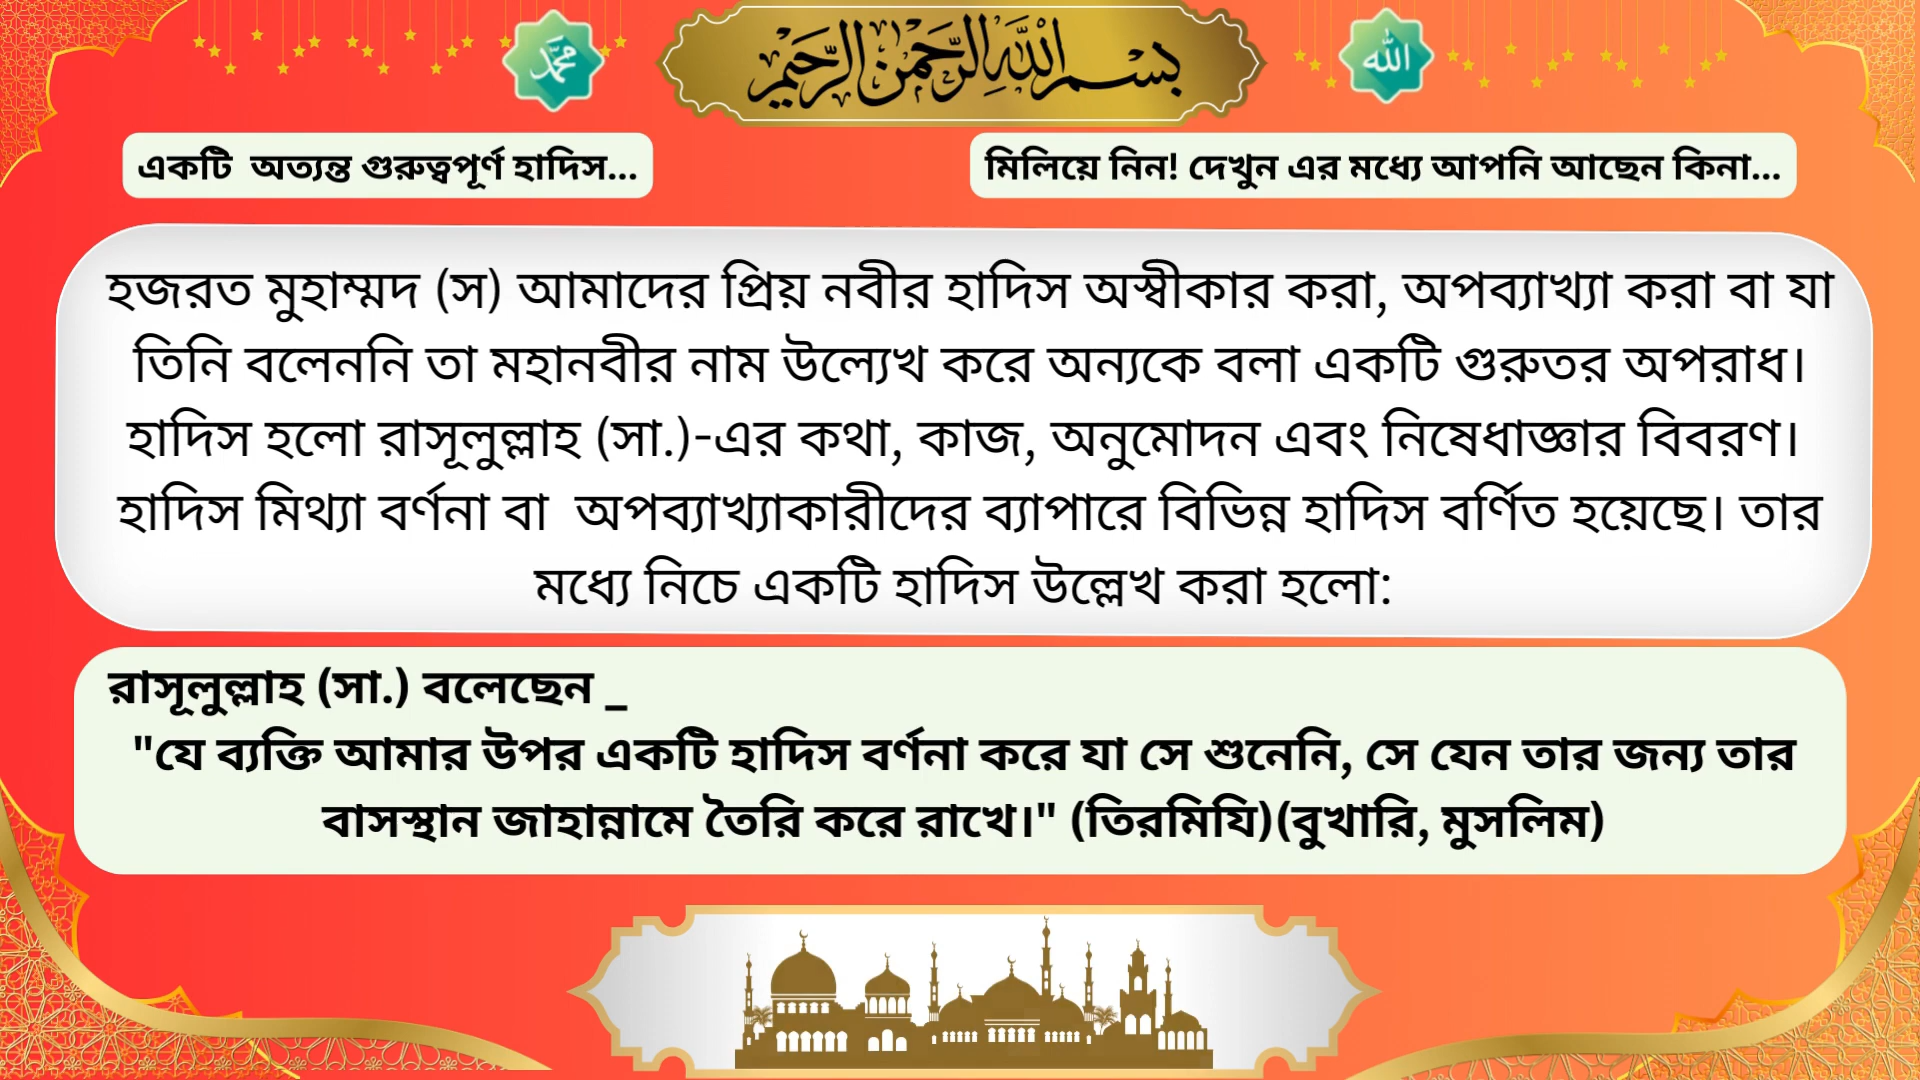 محمد
بسم الله الرحمن الرحيم
الله
একটি  অত্যন্ত গুরুত্বপূর্ণ হাদিস...
মিলিয়ে নিন! দেখুন এর মধ্যে আপনি আছেন কিনা...
হজরত মুহাম্মদ (স) আমাদের প্রিয় নবীর হাদিস অস্বীকার করা, অপব্যাখ্যা করা বা যা
তিনি বলেননি তা মহানবীর নাম উল্যেখ করে অন্যকে বলা একটি গুরুতর অপরাধ।
হাদিস হলো রাসূলুল্লাহ (সা.)-এর কথা, কাজ, অনুমোদন এবং নিষেধাজ্ঞার বিবরণ।
হাদিস মিথ্যা বর্ণনা বা  অপব্যাখ্যাকারীদের ব্যাপারে বিভিন্ন হাদিস বর্ণিত হয়েছে। তার
মধ্যে নিচে একটি হাদিস উল্লেখ করা হলো:
রাসূলুল্লাহ (সা.) বলেছেন _
"যে ব্যক্তি আমার উপর একটি হাদিস বর্ণনা করে যা সে শুনেনি, সে যেন তার জন্য তার
বাসস্থান জাহান্নামে তৈরি করে রাখে।" (তিরমিযি)(বুখারি, মুসলিম)